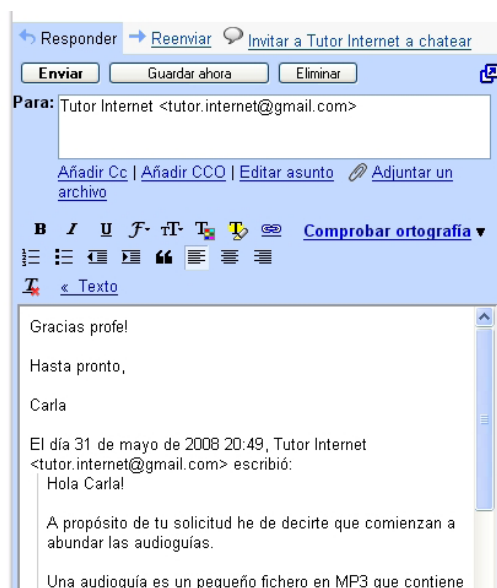 Responder Reenviar Invitar a Tutor Internet a chatear
Enviar Guardar ahora Eliminar
Para: Tutor Internet <tutor.internet@gmail.com>
Añadir Cc | Añadir CCO | Editar asunto Adjuntar un
archivo
B I U F T T T Comprobar ortografía
T « Texto
Gracias profe!
Hasta pronto,
Carla
El día 31 de mayo de 2008 20:49, Tutor Internet
<tutor.internet@gmail.com> escribió:
Hola Carla!
A propósito de tu solicitud he de decirte que comienzan a
abundar las audioguías.
Una audioguía es un pequeño fichero en MP3 que contiene